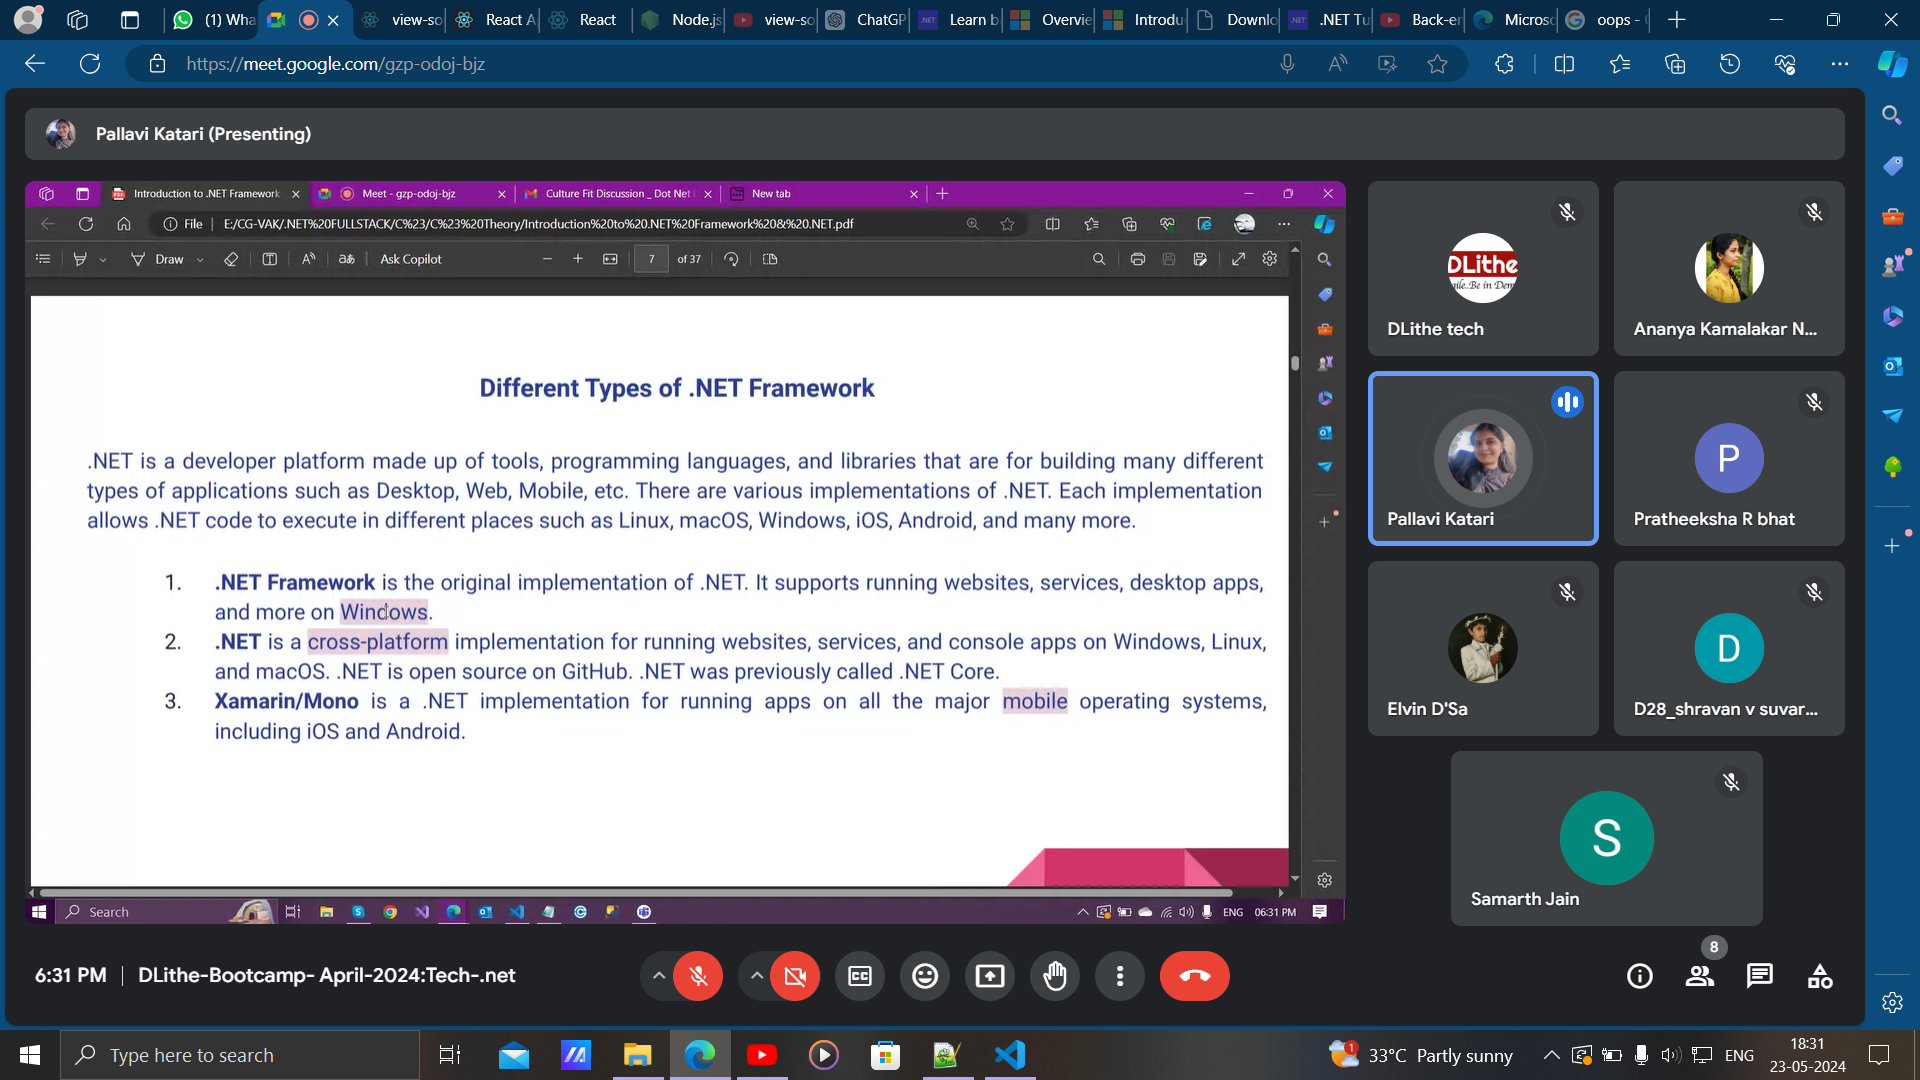 (1) Wha
view-so
React A
React
Node.js
view-so
ChatGP
Learn b
Overvie
Introdu
Downlo
.NET Tu
Back-er
Microso
oops -
https://meet.google.com/gzp-odoj-bjz
Pallavi Katari (Presenting)
Introduction to .NET Framework
Meet - gzp-odoj-bjz
Culture Fit Discussion _ Dot Net
New tab
File
E:/CG-VAK/.NET%20FULLSTACK/C%23/C%23%20Theory/Introduction%20to%20.NET%20Framework%20&%20.NET.pdf
Draw
Ask Copilot
7
of 37
Different Types of .NET Framework
.NET is a developer platform made up of tools, programming languages, and libraries that are for building many different
types of applications such as Desktop, Web, Mobile, etc. There are various implementations of .NET. Each implementation
allows .NET code to execute in different places such as Linux, macOS, Windows, iOS, Android, and many more.
1. .NET Framework is the original implementation of .NET. It supports running websites, services, desktop apps,
and more on Windows.
2. .NET is a cross-platform implementation for running websites, services, and console apps on Windows, Linux,
and macOS. .NET is open source on GitHub. .NET was previously called .NET Core.
3. Xamarin/Mono is a .NET implementation for running apps on all the major mobile operating systems,
including iOS and Android.
Search
ENG
06:31 PM
DLithe
DLithe tech
Ananya Kamalakar N...
Pallavi Katari
P
Pratheeksha R bhat
Elvin D'Sa
D
D28_shravan v suvar...
S
Samarth Jain
6:31 PM
DLithe-Bootcamp- April-2024:Tech-.net
8
Type here to search
1
33°C Partly sunny
ENG
18:31
23-05-2024